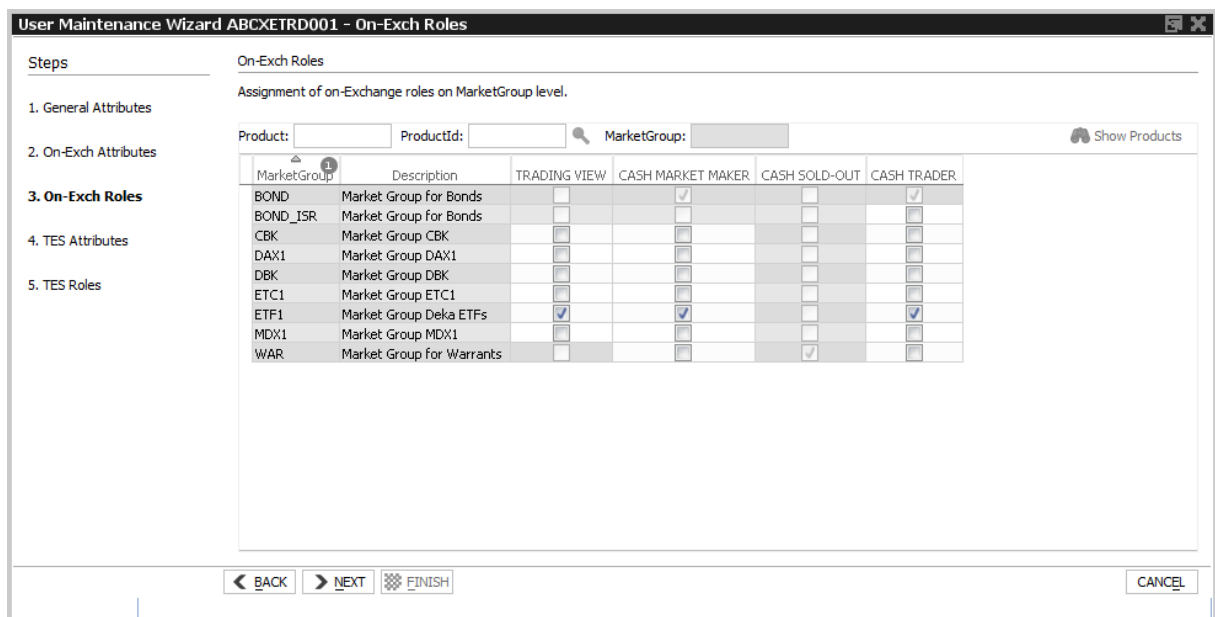 User Maintenance Wizard ABCXETRD001 - On-Exch Roles
Steps
1. General Attributes
2. On-Exch Attributes
3. On-Exch Roles
4. TES Attributes
5. TES Roles
On-Exch Roles
Assignment of on-Exchange roles on MarketGroup level.
Product: ProductId: MarketGroup: Show Products
MarketGroup 1 Description TRADING VIEW CASH MARKET MAKER CASH SOLD-OUT CASH TRADER
BOND Market Group for Bonds
BOND_ISR Market Group for Bonds
CBK Market Group CBK
DAX1 Market Group DAX1
DBK Market Group DBK
ETC1 Market Group ETC1
ETF1 Market Group Deka ETFs
MDX1 Market Group MDX1
WAR Market Group for Warrants
BACK NEXT FINISH CANCEL